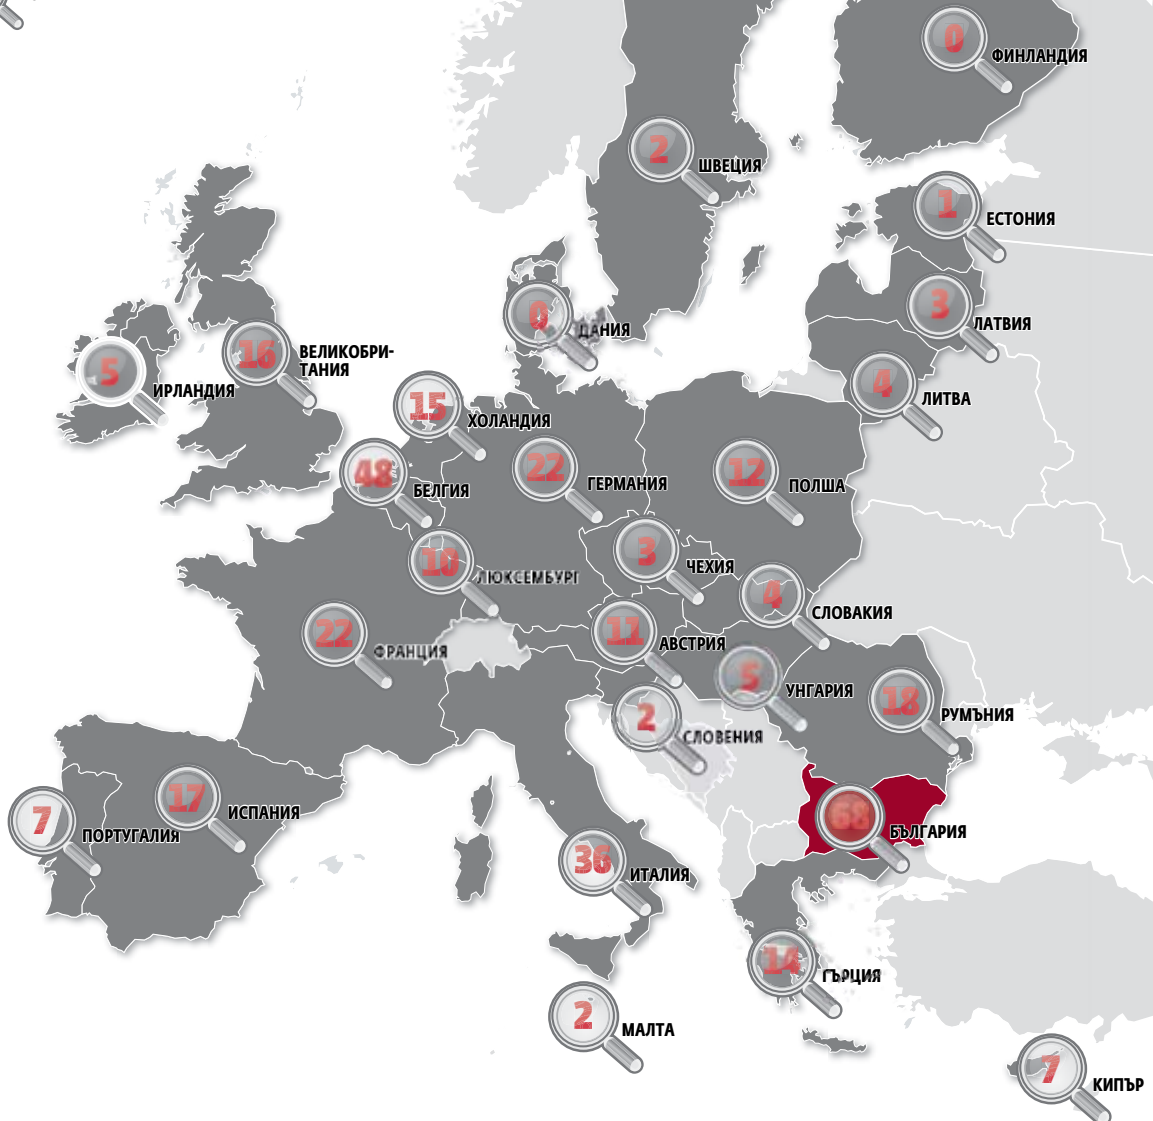 0
ФИНЛАНДИЯ
2
ШВЕЦИЯ
1
ЕСТОНИЯ
3
ЛАТВИЯ
0
ДАНИЯ
16
ВЕЛИКОБРИ-
ТАНИЯ
5
ИРЛАНДИЯ
4
ЛИТВА
15
ХОЛАНДИЯ
48
БЕЛГИЯ
22
ГЕРМАНИЯ
12
ПОЛША
10
ЛЮКСЕМБУРГ
3
ЧЕХИЯ
4
СЛОВАКИЯ
22
ФРАНЦИЯ
11
АВСТРИЯ
5
УНГАРИЯ
18
РУМЪНИЯ
2
СЛОВЕНИЯ
7
ПОРТУГАЛИЯ
17
ИСПАНИЯ
68
БЪЛГАРИЯ
36
ИТАЛИЯ
14
ГЪРЦИЯ
2
МАЛТА
7
КИПЪР